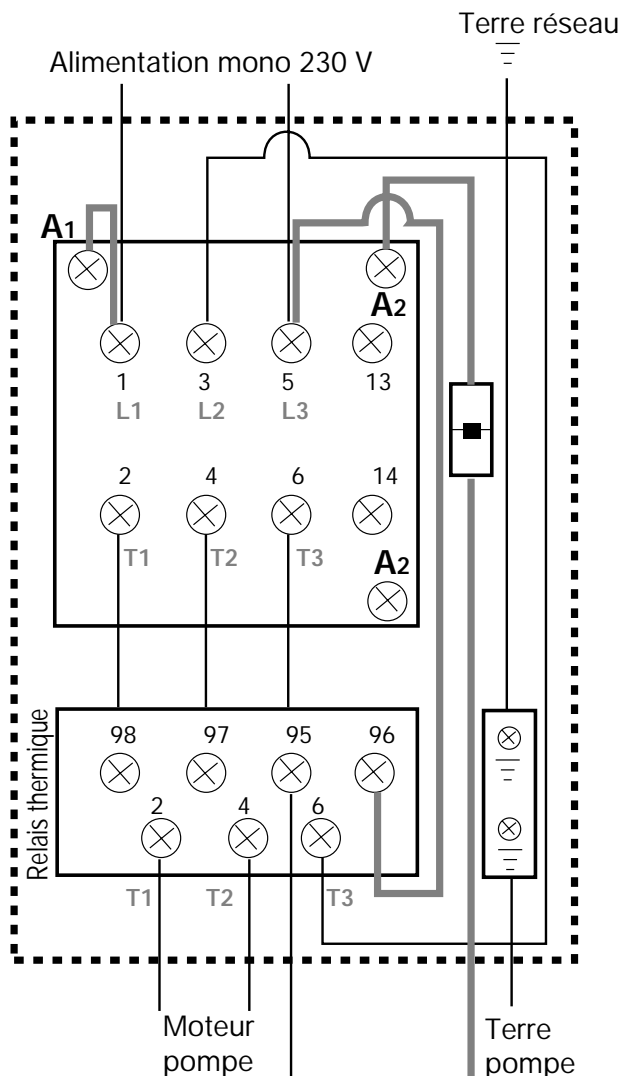 Terre réseau
Alimentation mono 230 V
A1
A2
1 3 5 13
L1 L2 L3
2 4 6 14
T1 T2 T3
A2
Relais thermique
98 97 95 96
2 4 6
T1 T2 T3
Moteur
pompe
Terre
pompe